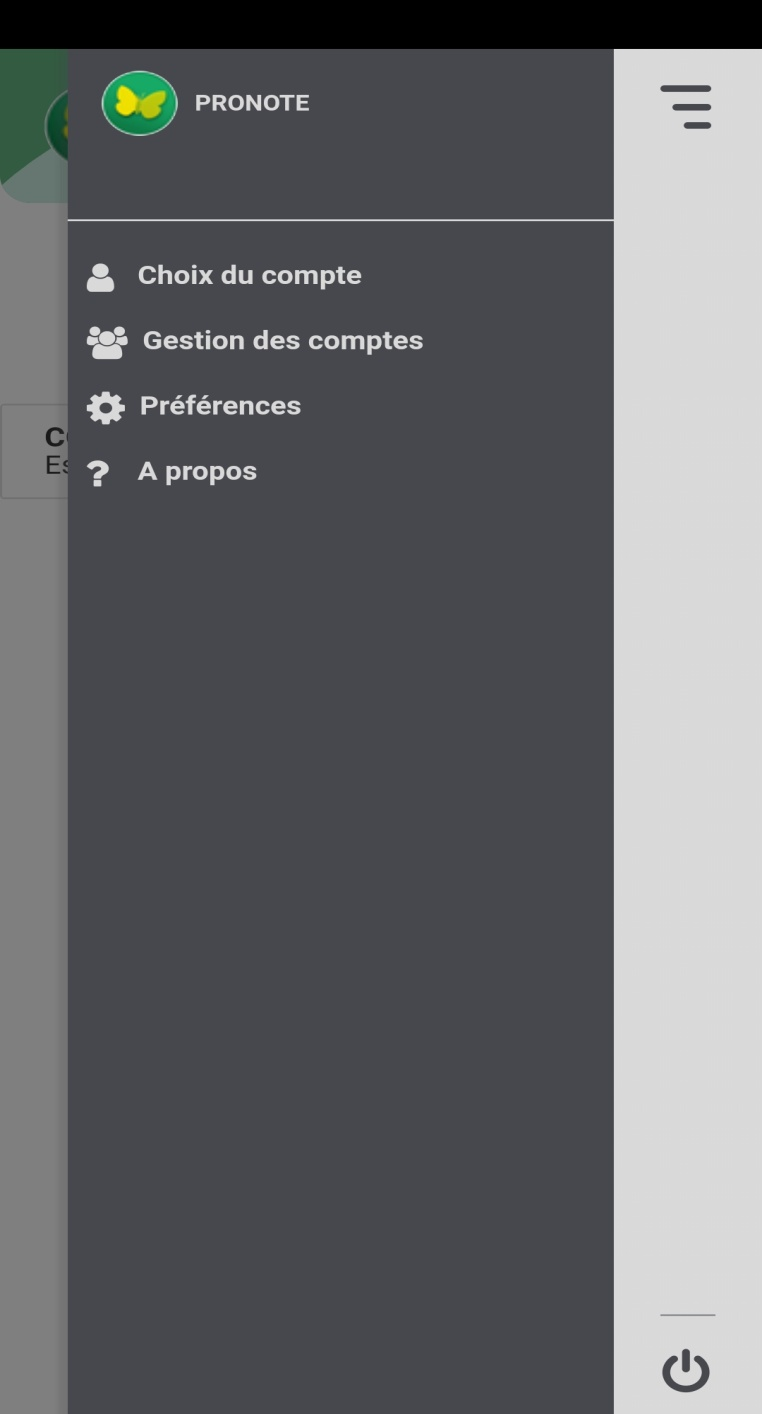 PRONOTE
Choix du compte
Gestion des comptes
Préférences
A propos